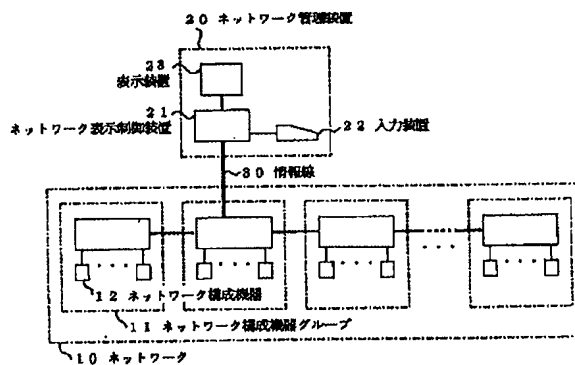 20 ネットワーク管理装置
23
表示装置
21
ネットワーク表示制御装置
22 入力装置
30 情報線
12 ネットワーク構成機器
11 ネットワーク構成機器グループ
10 ネットワーク